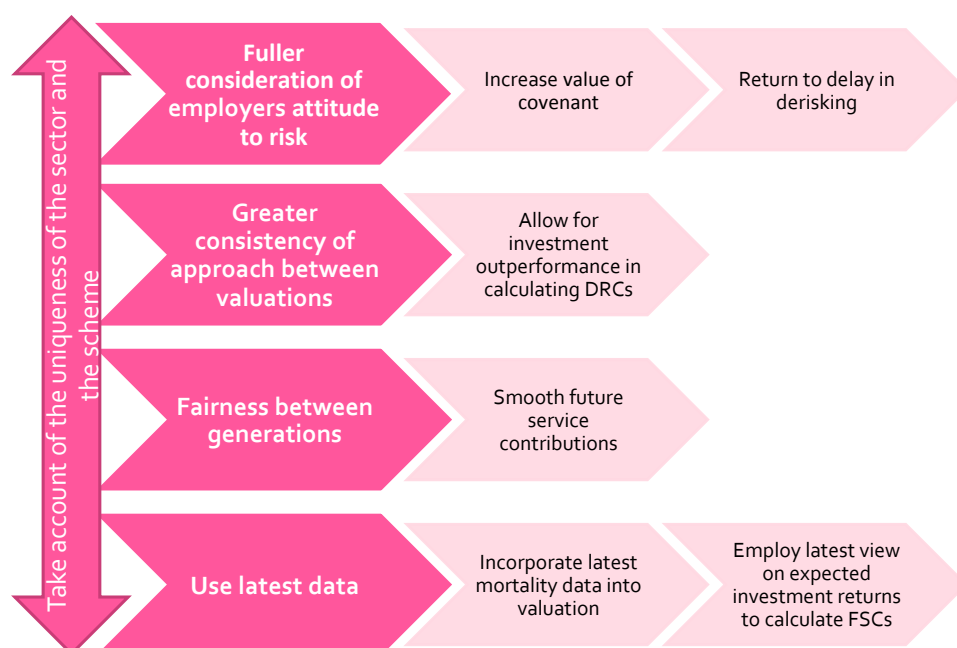 Take account of the uniqueness of the sector and
the scheme
Fuller
consideration of
employers attitude
to risk
Increase value of
covenant
Return to delay in
derisking
Greater
consistency of
approach between
valuations
Allow for
investment
outperformance in
calculating DRCs
Fairness between
generations
Smooth future
service
contributions
Use latest data
Incorporate latest
mortality data into
valuation
Employ latest view
on expected
investment returns
to calculate FSCs